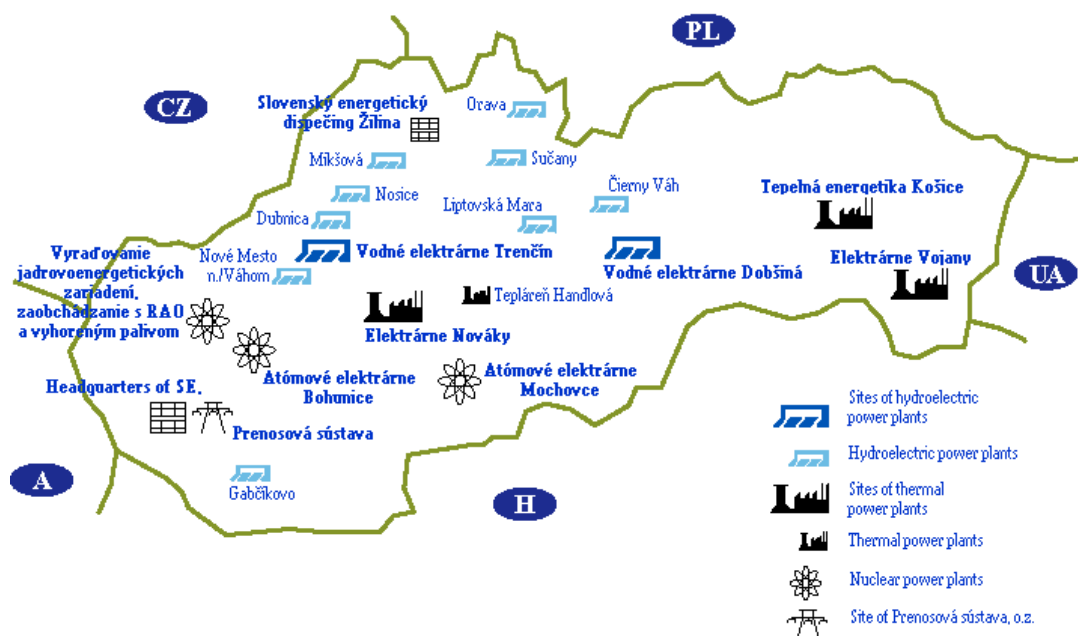 PL
CZ
Slovenský energetický
dispečing Žilina
Orava
Mikšová
Sučany
Nosice
Čierny Váh
Tepelná energetika Košice
Dubnica
Liptovská Mara
Vyraďovanie
jadrovoenergetických
zariadení,
zaobchádzanie s RAO
a vyhoreným palivom
Nové Mesto
n./Váhom
Vodné elektrárne Trenčín
Vodné elektrárne Dobšiná
Elektrárne Vojany
UA
Tepláreň Handlová
Elektrárne Nováky
Atómové elektrárne
Bohunice
Atómové elektrárne
Mochovce
Headquarters of SE,
Prenosová sústava
A
Gabčíkovo
H
Sites of hydroelectric
power plants
Hydroelectric power plants
Sites of thermal
power plants
Thermal power plants
Nuclear power plants
Site of Prenosová sústava, o.z.